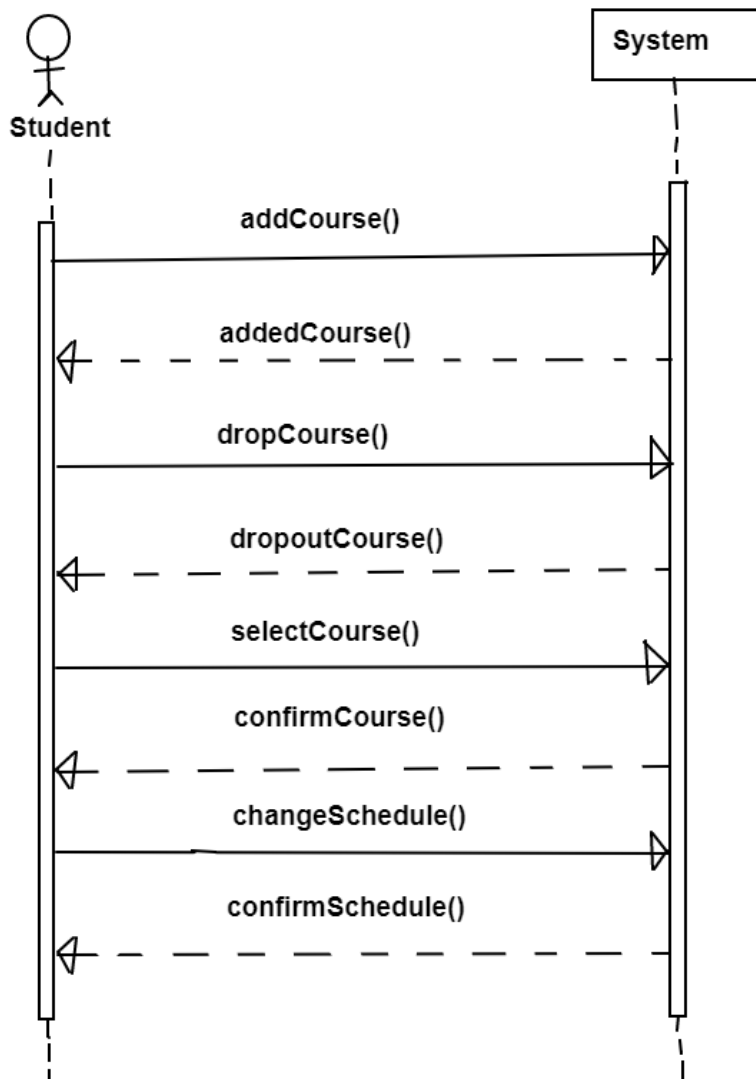 System
Student
addCourse()
addedCourse()
dropCourse()
dropoutCourse()
selectCourse()
confirmCourse()
changeSchedule()
confirmSchedule()